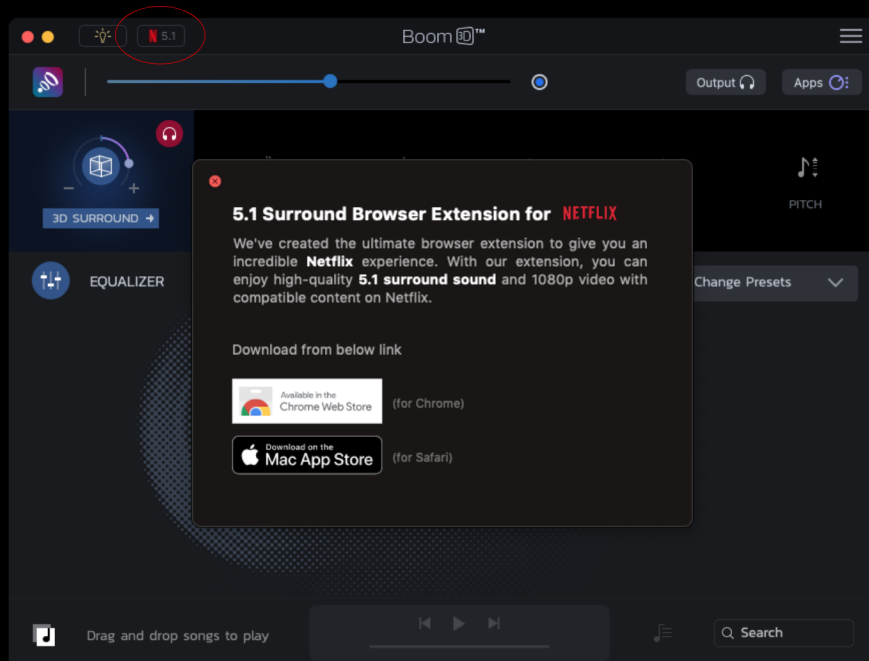 N 5.1
Boom 3D™
Output
Apps
3D SURROUND
PITCH
EQUALIZER
Change Presets
5.1 Surround Browser Extension for NETFLIX
We've created the ultimate browser extension to give you an
incredible Netflix experience. With our extension, you can
enjoy high-quality 5.1 surround sound and 1080p video with
compatible content on Netflix.
Download from below link
Available in the
Chrome Web Store
(for Chrome)
Download on the
Mac App Store
(for Safari)
Drag and drop songs to play
Search